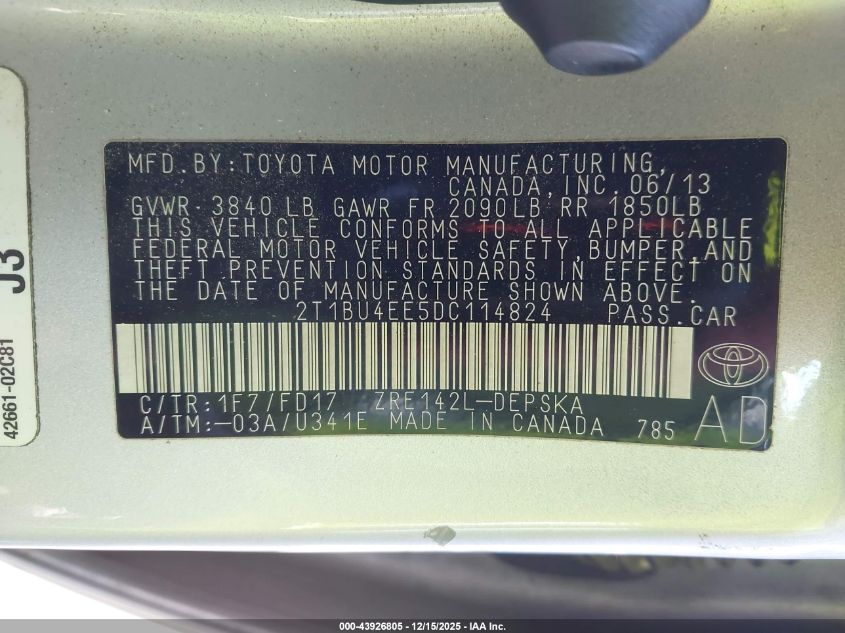 MFD.BY:TOYOTA MOTOR MANUFACTURING,
CANADA,INC. 06/13
GVWR 3840 LB GAWR FR 2090LB RR 1850LB
THIS VEHICLE CONFORMS TO ALL APPLICABLE
FEDERAL MOTOR VEHICLE SAFETY,BUMPER,AND
THEFT PREVENTION STANDARDS IN EFFECT ON
THE DATE OF MANUFACTURE SHOWN ABOVE.
2T1BU4EE5DC114824 PASS.CAR
C/TR:1F7/FD17 ZRE142L-DEPSKA
A/TM:-03A/U341E MADE IN CANADA 785
AD
J3
42661-02C81
000-43926805 - 12/15/2025 - IAA Inc.